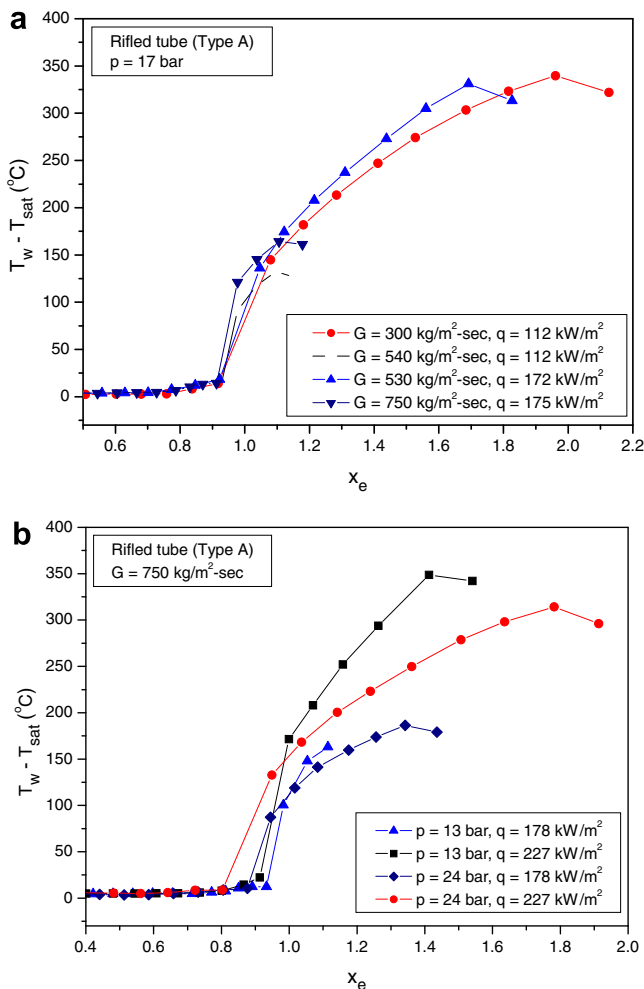 a
Rifled tube (Type A)
p = 17 bar
400
350
300
250
200
150
100
50
0
T_w - T_sat (°C)
G = 300 kg/m²-sec, q = 112 kW/m²
G = 540 kg/m²-sec, q = 112 kW/m²
G = 530 kg/m²-sec, q = 172 kW/m²
G = 750 kg/m²-sec, q = 175 kW/m²
0.6 0.8 1.0 1.2 1.4 1.6 1.8 2.0 2.2
x_e
b
Rifled tube (Type A)
G = 750 kg/m²-sec
400
350
300
250
200
150
100
50
0
T_w - T_sat (°C)
p = 13 bar, q = 178 kW/m²
p = 13 bar, q = 227 kW/m²
p = 24 bar, q = 178 kW/m²
p = 24 bar, q = 227 kW/m²
0.4 0.6 0.8 1.0 1.2 1.4 1.6 1.8 2.0
x_e